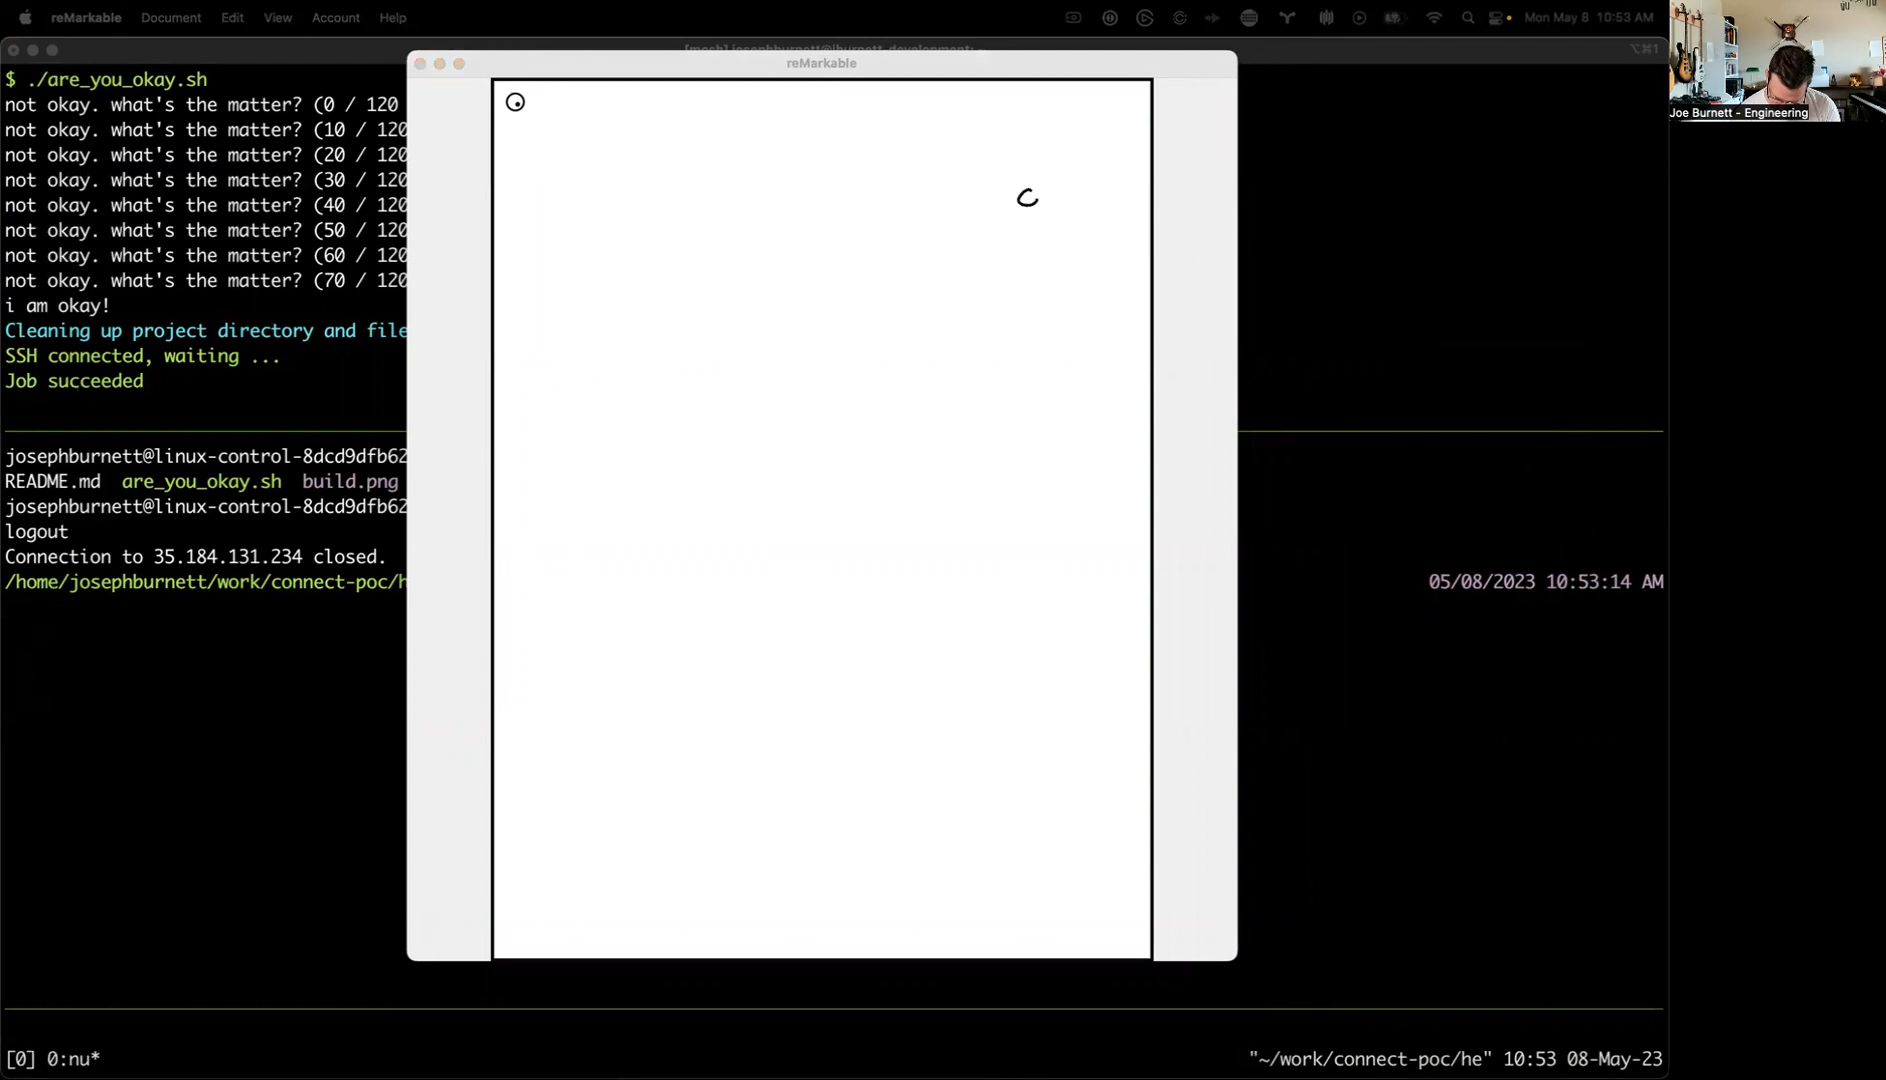 reMarkable Document Edit View Account Help Mon May 8 10:53 AM
[mosh] josephburnett@jburnett-development:~ ⌥⌘1
reMarkable
$ ./are_you_okay.sh
not okay. what's the matter? (0 / 120
not okay. what's the matter? (10 / 120
not okay. what's the matter? (20 / 120
not okay. what's the matter? (30 / 120
not okay. what's the matter? (40 / 120
not okay. what's the matter? (50 / 120
not okay. what's the matter? (60 / 120
not okay. what's the matter? (70 / 120
i am okay!
Cleaning up project directory and file
SSH connected, waiting ...
Job succeeded
josephburnett@linux-control-8dcd9dfb62
README.md are_you_okay.sh build.png
josephburnett@linux-control-8dcd9dfb62
logout
Connection to 35.184.131.234 closed.
/home/josephburnett/work/connect-poc/h 05/08/2023 10:53:14 AM
[0] 0:nu* "~/work/connect-poc/he" 10:53 08-May-23
Joe Burnett - Engineering
c